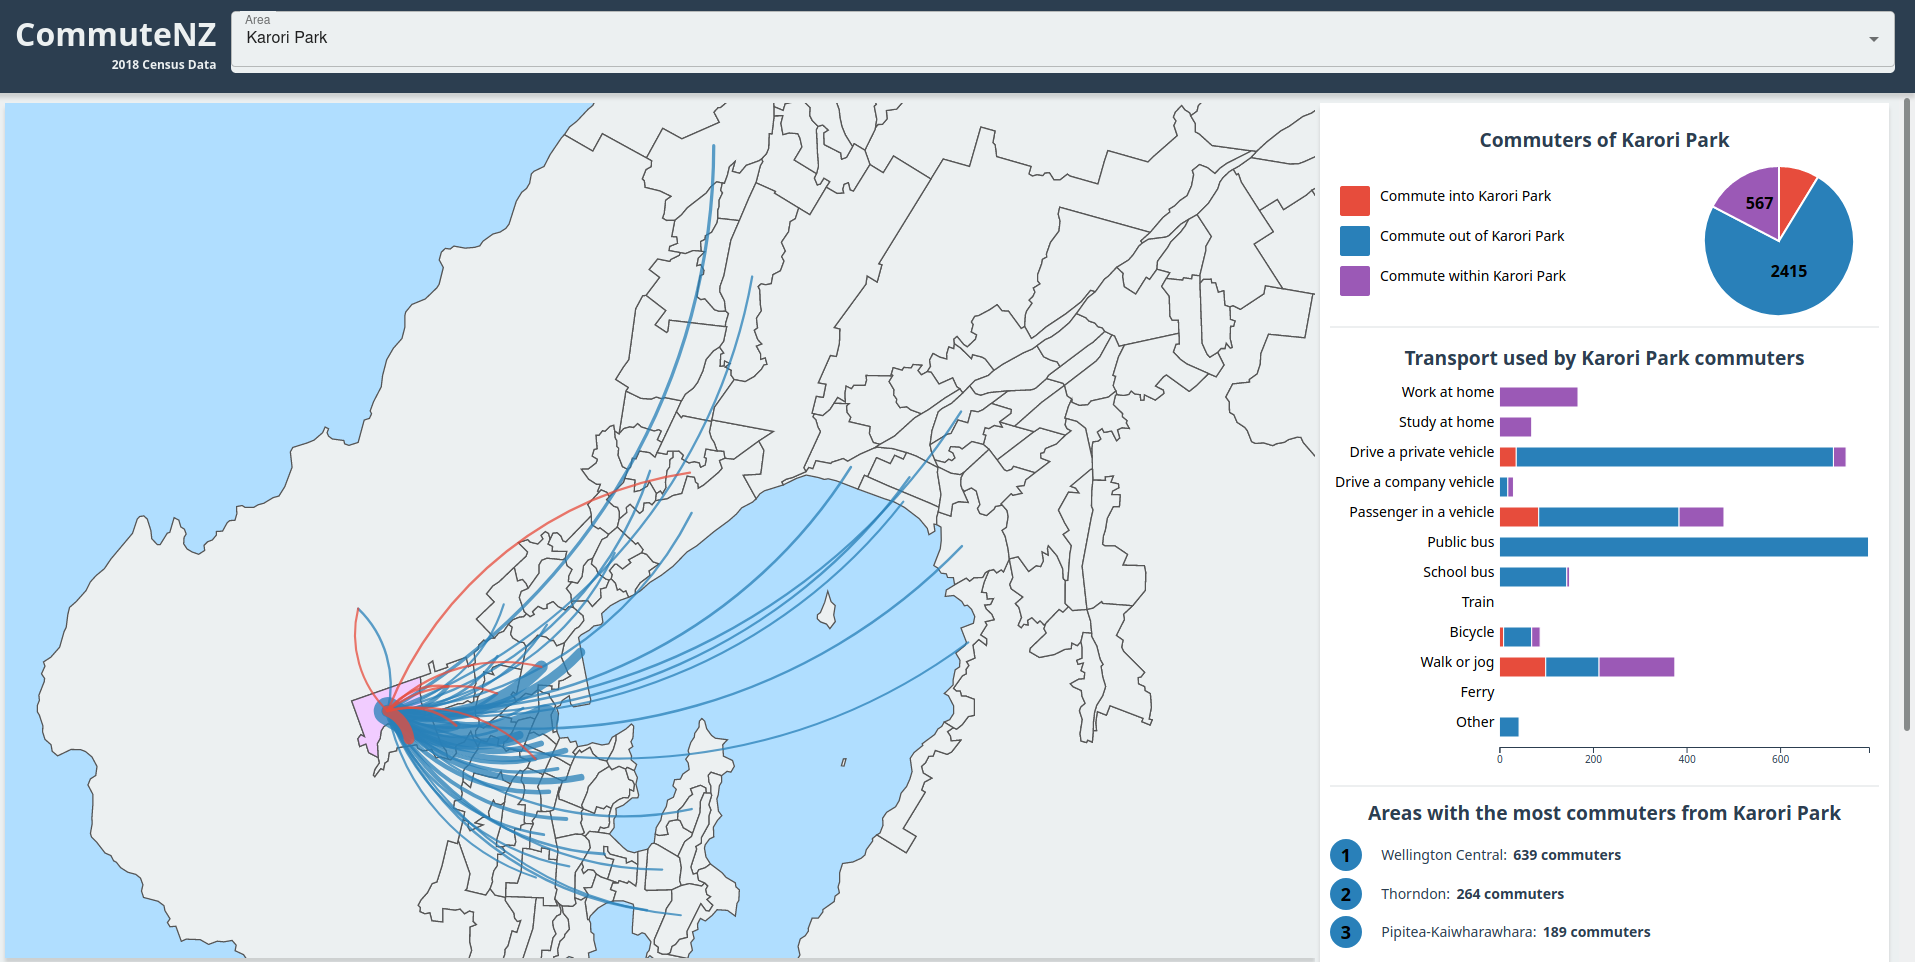 CommuteNZ
2018 Census Data
Area
Karori Park
Commuters of Karori Park
Commute into Karori Park
Commute out of Karori Park
Commute within Karori Park
567
2415
Transport used by Karori Park commuters
Work at home
Study at home
Drive a private vehicle
Drive a company vehicle
Passenger in a vehicle
Public bus
School bus
Train
Bicycle
Walk or jog
Ferry
Other
0 200 400 600
Areas with the most commuters from Karori Park
1 Wellington Central: 639 commuters
2 Thorndon: 264 commuters
3 Pipitea-Kaiwharawhara: 189 commuters